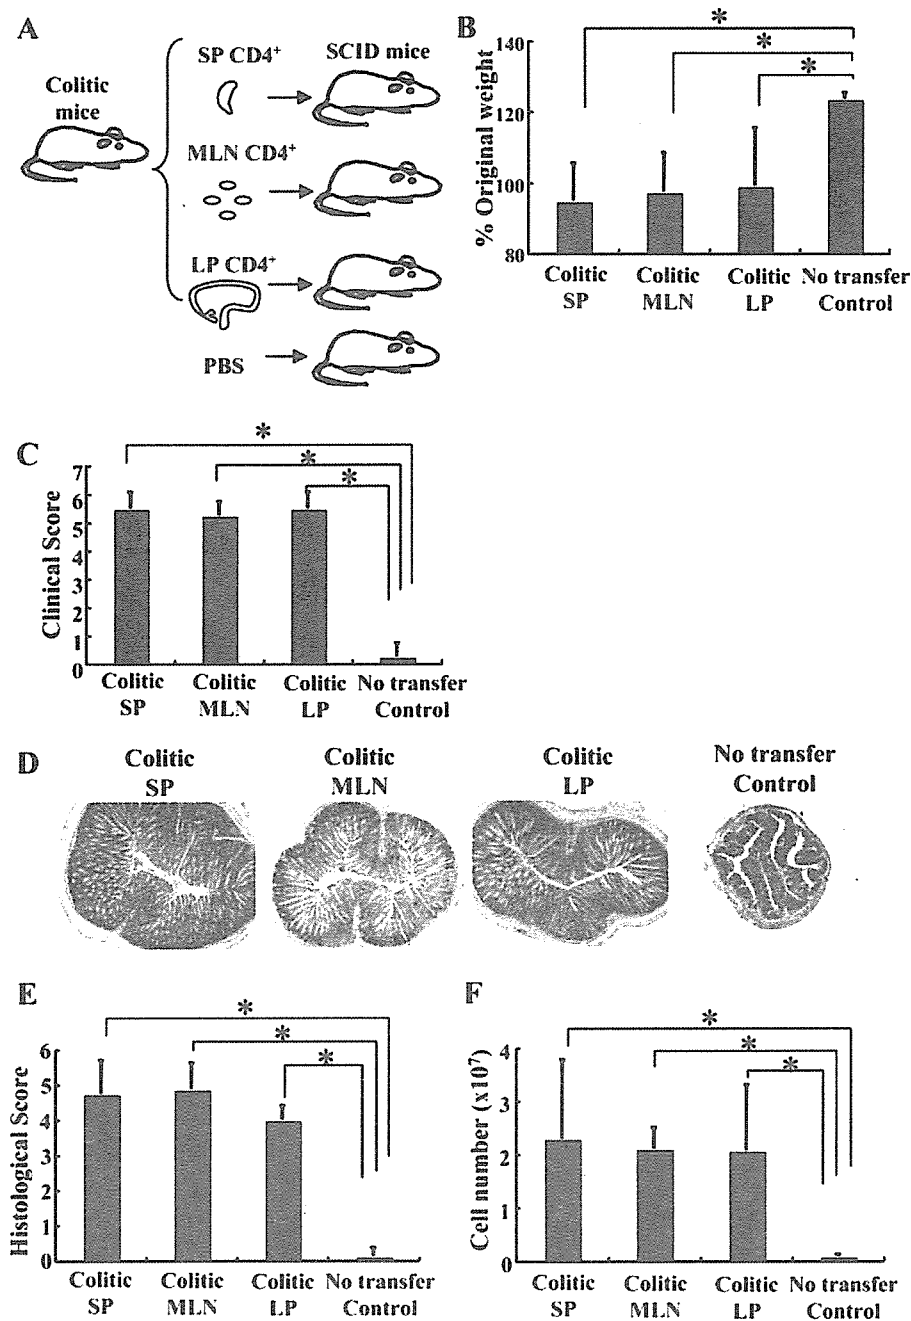 A
Colitic
mice
SP CD4⁺
SCID mice
MLN CD4⁺
LP CD4⁺
PBS
B
% Original weight
140
120
100
80
*
*
*
Colitic
SP
Colitic
MLN
Colitic
LP
No transfer
Control
C
Clinical Score
7
6
5
4
3
2
1
0
*
*
*
Colitic
SP
Colitic
MLN
Colitic
LP
No transfer
Control
D
Colitic
SP
Colitic
MLN
Colitic
LP
No transfer
Control
E
Histological Score
6
5
4
3
2
1
0
*
*
*
Colitic
SP
Colitic
MLN
Colitic
LP
No transfer
Control
F
Cell number (x10⁷)
4
3
2
1
0
*
*
*
Colitic
SP
Colitic
MLN
Colitic
LP
No transfer
Control